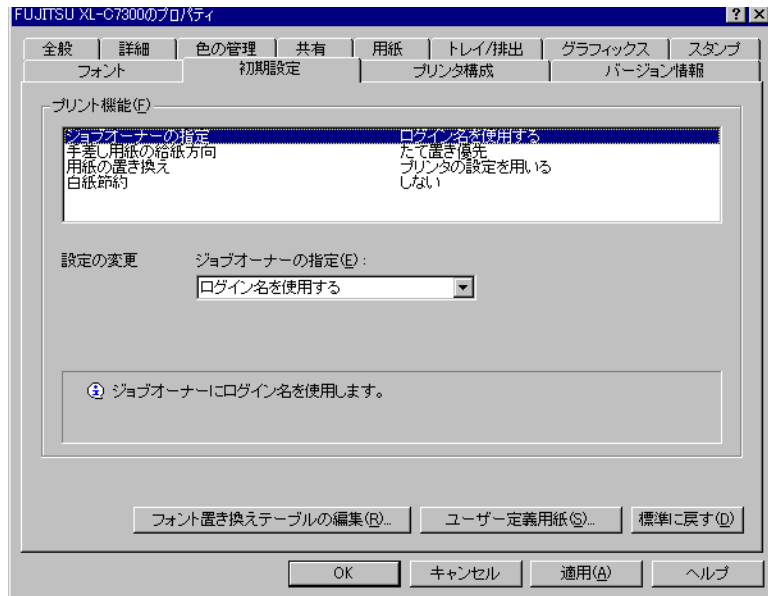 FUJITSU XL-C7300のプロパティ
全般 詳細 色の管理 共有 用紙 トレイ/排出 グラフィックス スタンプ
フォント 初期設定 プリンタ構成 バージョン情報
プリント機能(F)
ジョブオーナーの指定 ログイン名を使用する
手差し用紙の給紙方向 たて置き優先
用紙の置き換え プリンタの設定を用いる
白紙節約 しない
設定の変更 ジョブオーナーの指定(E):
ログイン名を使用する
ジョブオーナーにログイン名を使用します。
フォント置き換えテーブルの編集(R)... ユーザー定義用紙(S)... 標準に戻す(D)
OK キャンセル 適用(A) ヘルプ